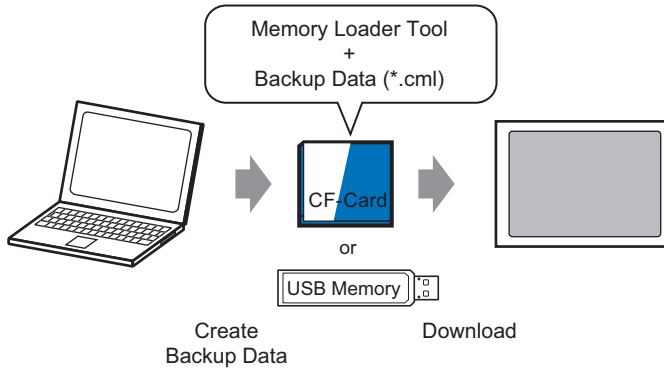 Memory Loader Tool
+
Backup Data (*.cml)
CF-Card
or
USB Memory
Create
Backup Data
Download